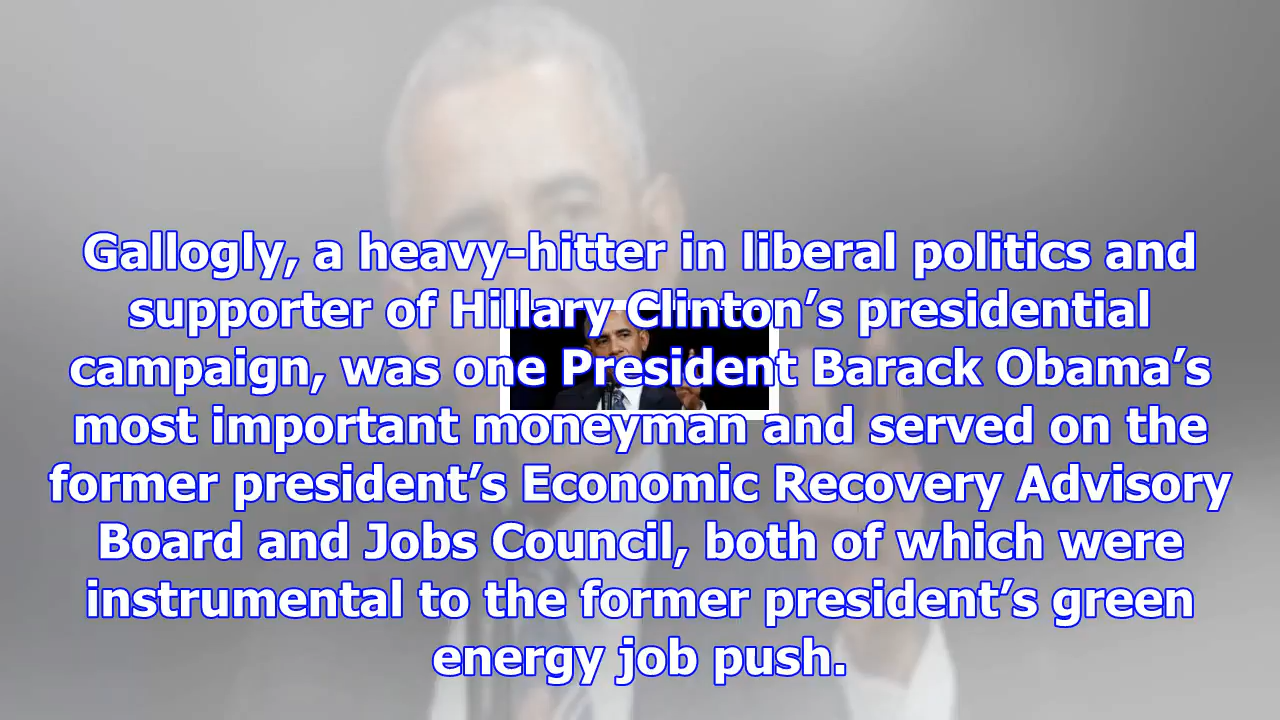 Gallogly, a heavy-hitter in liberal politics and
supporter of Hillary Clinton’s presidential
campaign, was one President Barack Obama’s
most important moneyman and served on the
former president’s Economic Recovery Advisory
Board and Jobs Council, both of which were
instrumental to the former president’s green
energy job push.